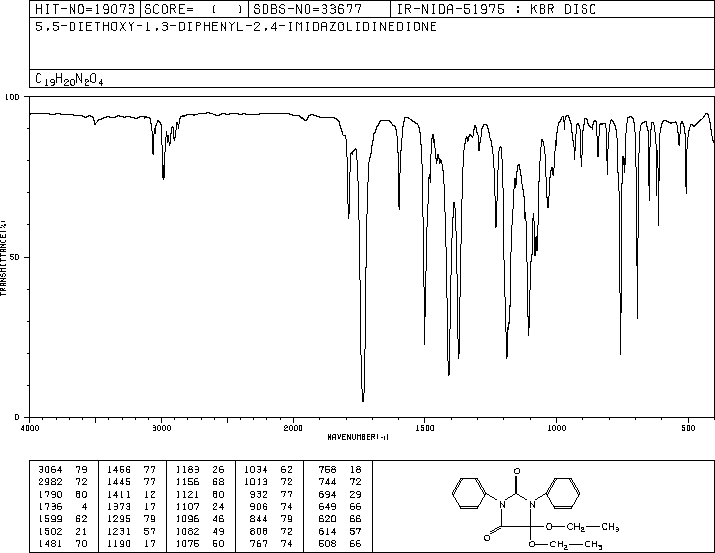 HIT-NO=19073 SCORE= ( ) SDBS-NO=33677 IR-NIDA-51975 : KBR DISC
5,5-DIETHOXY-1,3-DIPHENYL-2,4-IMIDAZOLIDINEDIONE
C19H20N2O4
100
50
0
TRANSMITTANCE(%)
4000 3000 2000 1500 1000 500
WAVENUMBER(-1)
3064 79 1466 77 1183 26 1034 62 758 18
2982 72 1445 77 1156 68 1013 72 744 72
1790 60 1411 12 1121 60 932 77 694 29
1736 4 1373 17 1107 24 906 74 649 66
1599 62 1295 79 1096 46 844 79 620 66
1502 21 1231 57 1082 49 808 72 614 57
1481 70 1190 17 1076 50 767 74 508 66
O
N N
O O-CH2-CH3
O-CH2-CH3